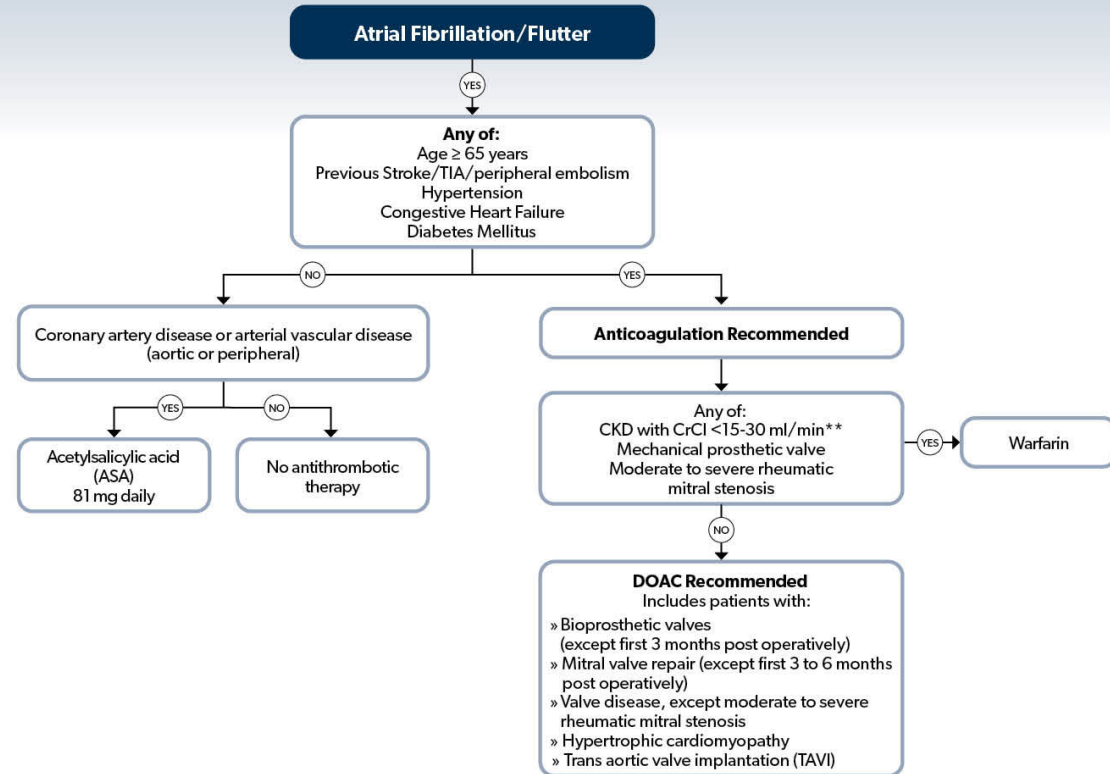 Atrial Fibrillation/Flutter
YES
Any of:
Age ≥ 65 years
Previous Stroke/TIA/peripheral embolism
Hypertension
Congestive Heart Failure
Diabetes Mellitus
NO
YES
Coronary artery disease or arterial vascular disease
(aortic or peripheral)
Anticoagulation Recommended
YES
NO
Any of:
CKD with CrCl <15-30 ml/min**
Mechanical prosthetic valve
Moderate to severe rheumatic
mitral stenosis
YES
Warfarin
Acetylsalicylic acid
(ASA)
81 mg daily
No antithrombotic
therapy
NO
DOAC Recommended
Includes patients with:
» Bioprosthetic valves
(except first 3 months post operatively)
» Mitral valve repair (except first 3 to 6 months
post operatively)
» Valve disease, except moderate to severe
rheumatic mitral stenosis
» Hypertrophic cardiomyopathy
» Trans aortic valve implantation (TAVI)